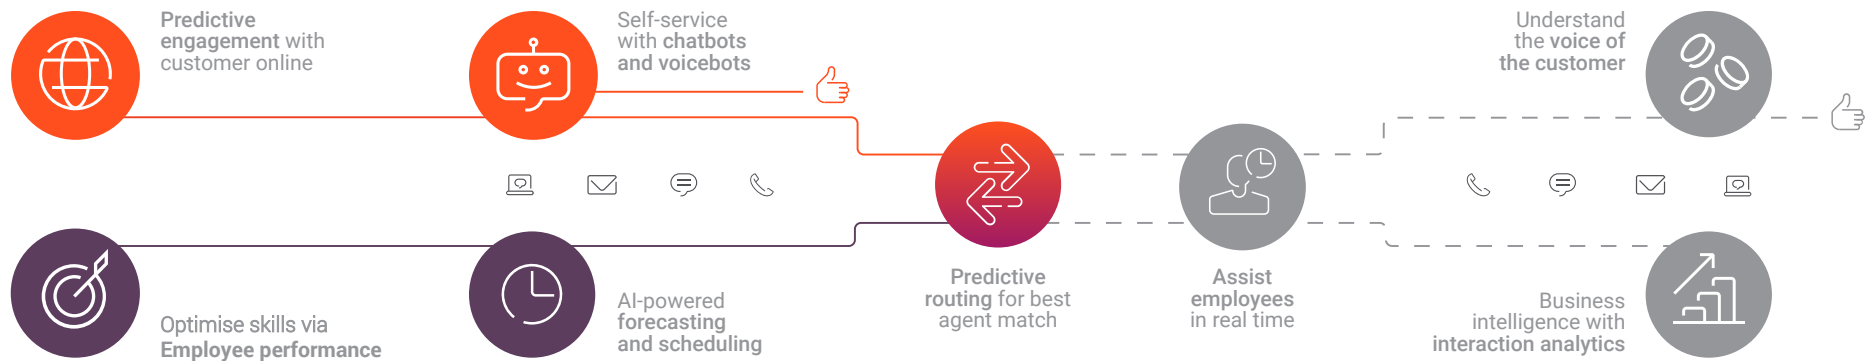 Predictive
engagement with
customer online
Self-service
with chatbots
and voicebots
Understand
the voice of
the customer
Optimise skills via
Employee performance
AI-powered
forecasting
and scheduling
Predictive
routing for best
agent match
Assist
employees
in real time
Business
intelligence with
interaction analytics